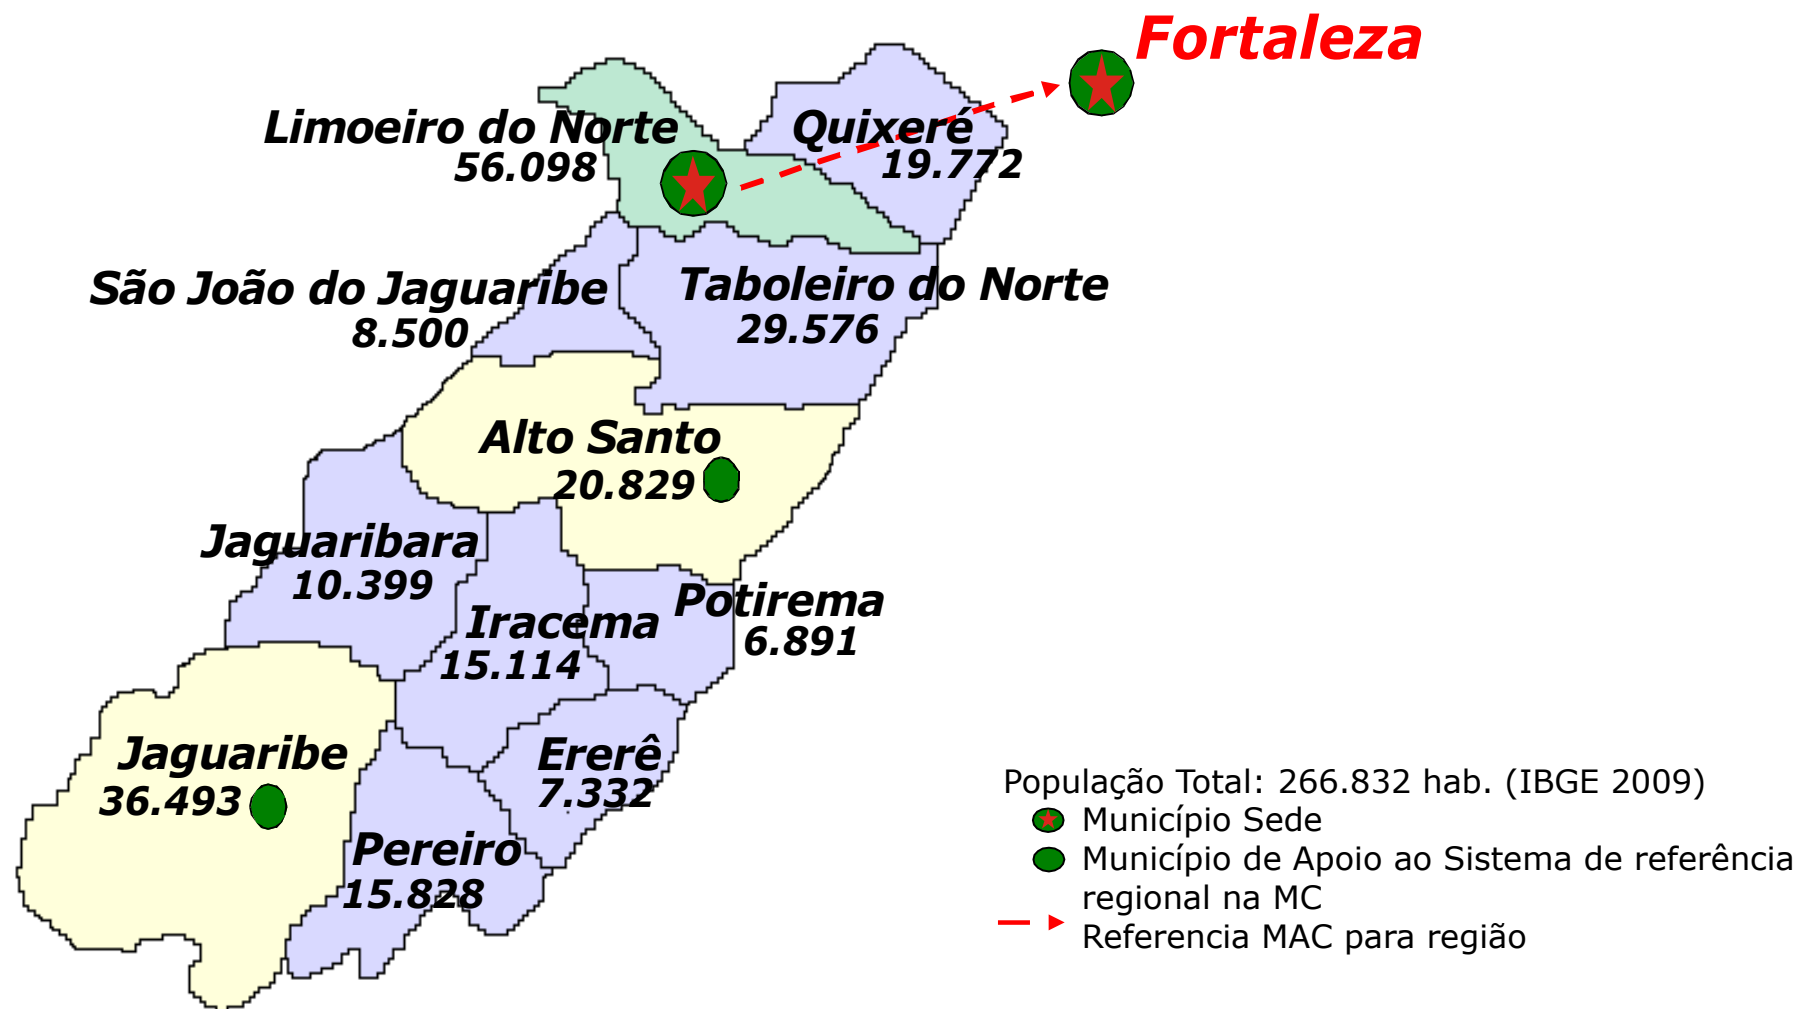 Fortaleza
Limoeiro do Norte
56.098
Quixeré
19.772
São João do Jaguaribe
8.500
Taboleiro do Norte
29.576
Alto Santo
20.829
Jaguaribara
10.399
Iracema
15.114
Potirema
6.891
Jaguaribe
36.493
Ererê
7.332
Pereiro
15.828
População Total: 266.832 hab. (IBGE 2009)
Município Sede
Município de Apoio ao Sistema de referência
regional na MC
Referencia MAC para região